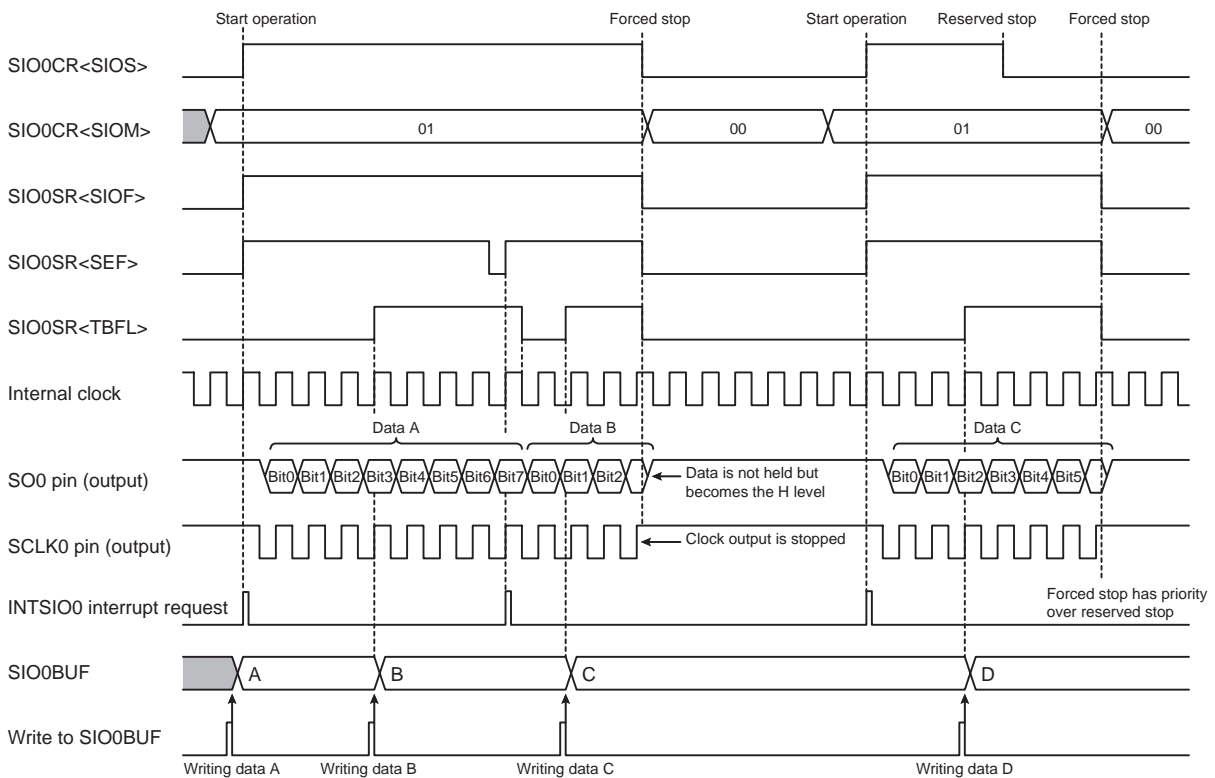 Start operation Forced stop Start operation Reserved stop Forced stop
SIO0CR<SIOS>
SIO0CR<SIOM> 01 00 01 00
SIO0SR<SIOF>
SIO0SR<SEF>
SIO0SR<TBFL>
Internal clock
Data A Data B Data C
SO0 pin (output) Bit0 Bit1 Bit2 Bit3 Bit4 Bit5 Bit6 Bit7 Bit0 Bit1 Bit2 Data is not held but Bit0 Bit1 Bit2 Bit3 Bit4 Bit5
becomes the H level
SCLK0 pin (output) Clock output is stopped
INTSIO0 interrupt request Forced stop has priority
over reserved stop
SIO0BUF A B C D
Write to SIO0BUF
Writing data A Writing data B Writing data C Writing data D